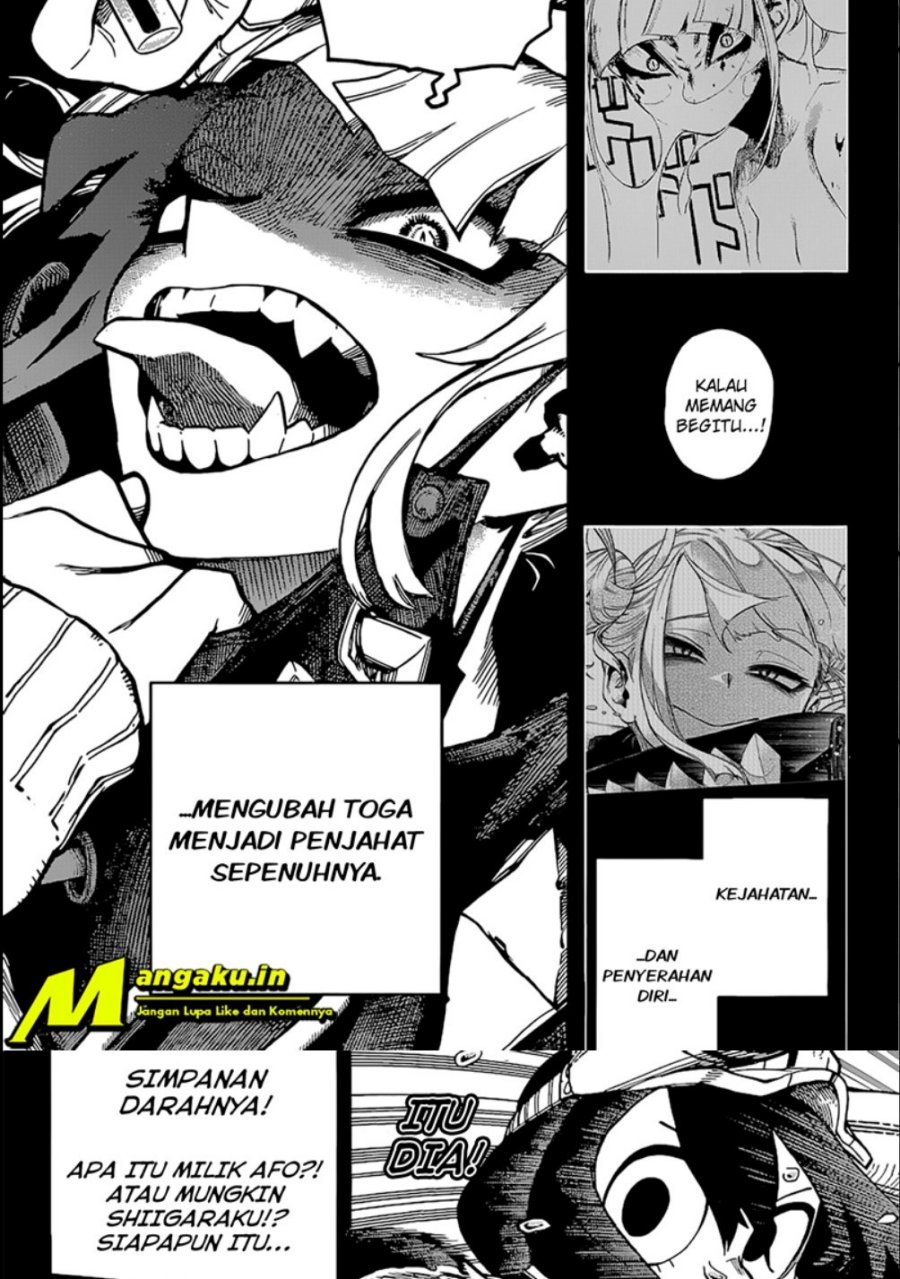 KALAU
MEMANG
BEGITU...!
KEJAHATAN...
...DAN
PENYERAHAN
DIRI...
...MENGUBAH TOGA
MENJADI PENJAHAT
SEPENUHNYA.
Mangaku.in
Jangan Lupa Like dan Komennya
ITU
DIA!
SIMPANAN
DARAHNYA!
APA ITU MILIK AFO?!
ATAU MUNGKIN
SHIIGARAKU!?
SIAPAPUN ITU...